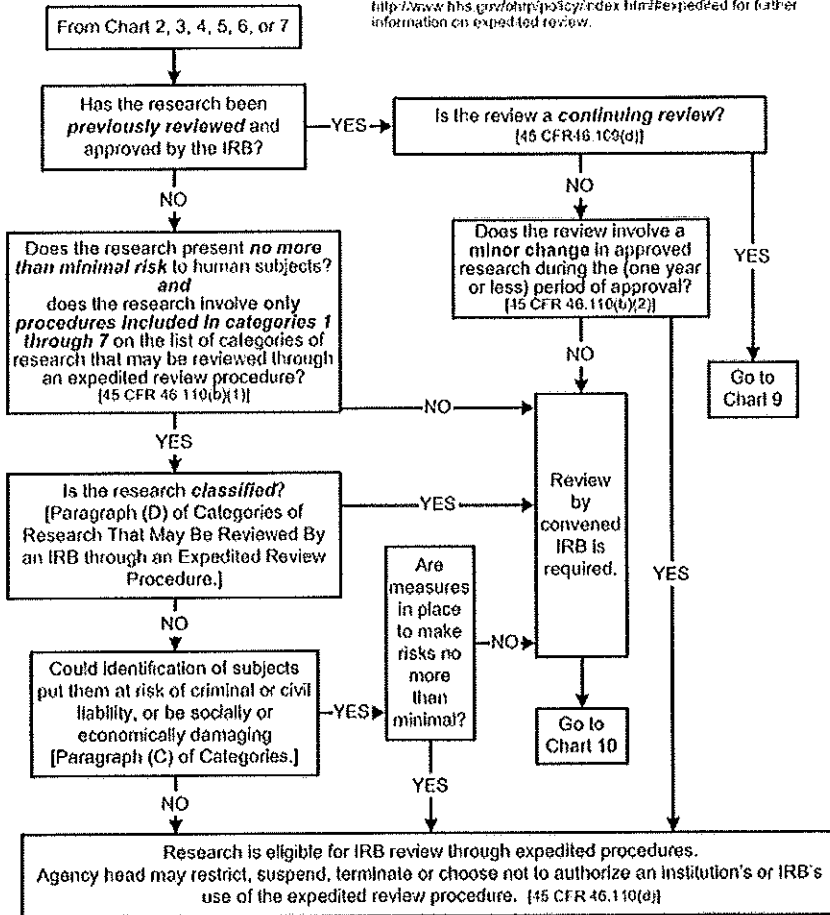 http://www.hhs.gov/ohrp/policy/index.html#expedited for further
information on expedited review.
From Chart 2, 3, 4, 5, 6, or 7
Has the research been
previously reviewed and
approved by the IRB?
YES
Is the review a continuing review?
[45 CFR46.109(d)]
NO
NO
YES
Does the research present no more
than minimal risk to human subjects?
and
does the research involve only
procedures included in categories 1
through 7 on the list of categories of
research that may be reviewed through
an expedited review procedure?
[45 CFR 46.110(b)(1)]
Does the review involve a
minor change in approved
research during the (one year
or less) period of approval?
[45 CFR 46.110(b)(2)]
NO
Go to
Chart 9
NO
YES
Is the research classified?
[Paragraph (D) of Categories of
Research That May Be Reviewed By
an IRB through an Expedited Review
Procedure.]
YES
Review
by
convened
IRB is
required.
YES
NO
Are
measures
in place
to make
risks no
more
than
minimal?
NO
Could identification of subjects
put them at risk of criminal or civil
liability, or be socially or
economically damaging
[Paragraph (C) of Categories.]
YES
Go to
Chart 10
NO
YES
Research is eligible for IRB review through expedited procedures.
Agency head may restrict, suspend, terminate or choose not to authorize an institution's or IRB's
use of the expedited review procedure. [45 CFR 46.110(d)]